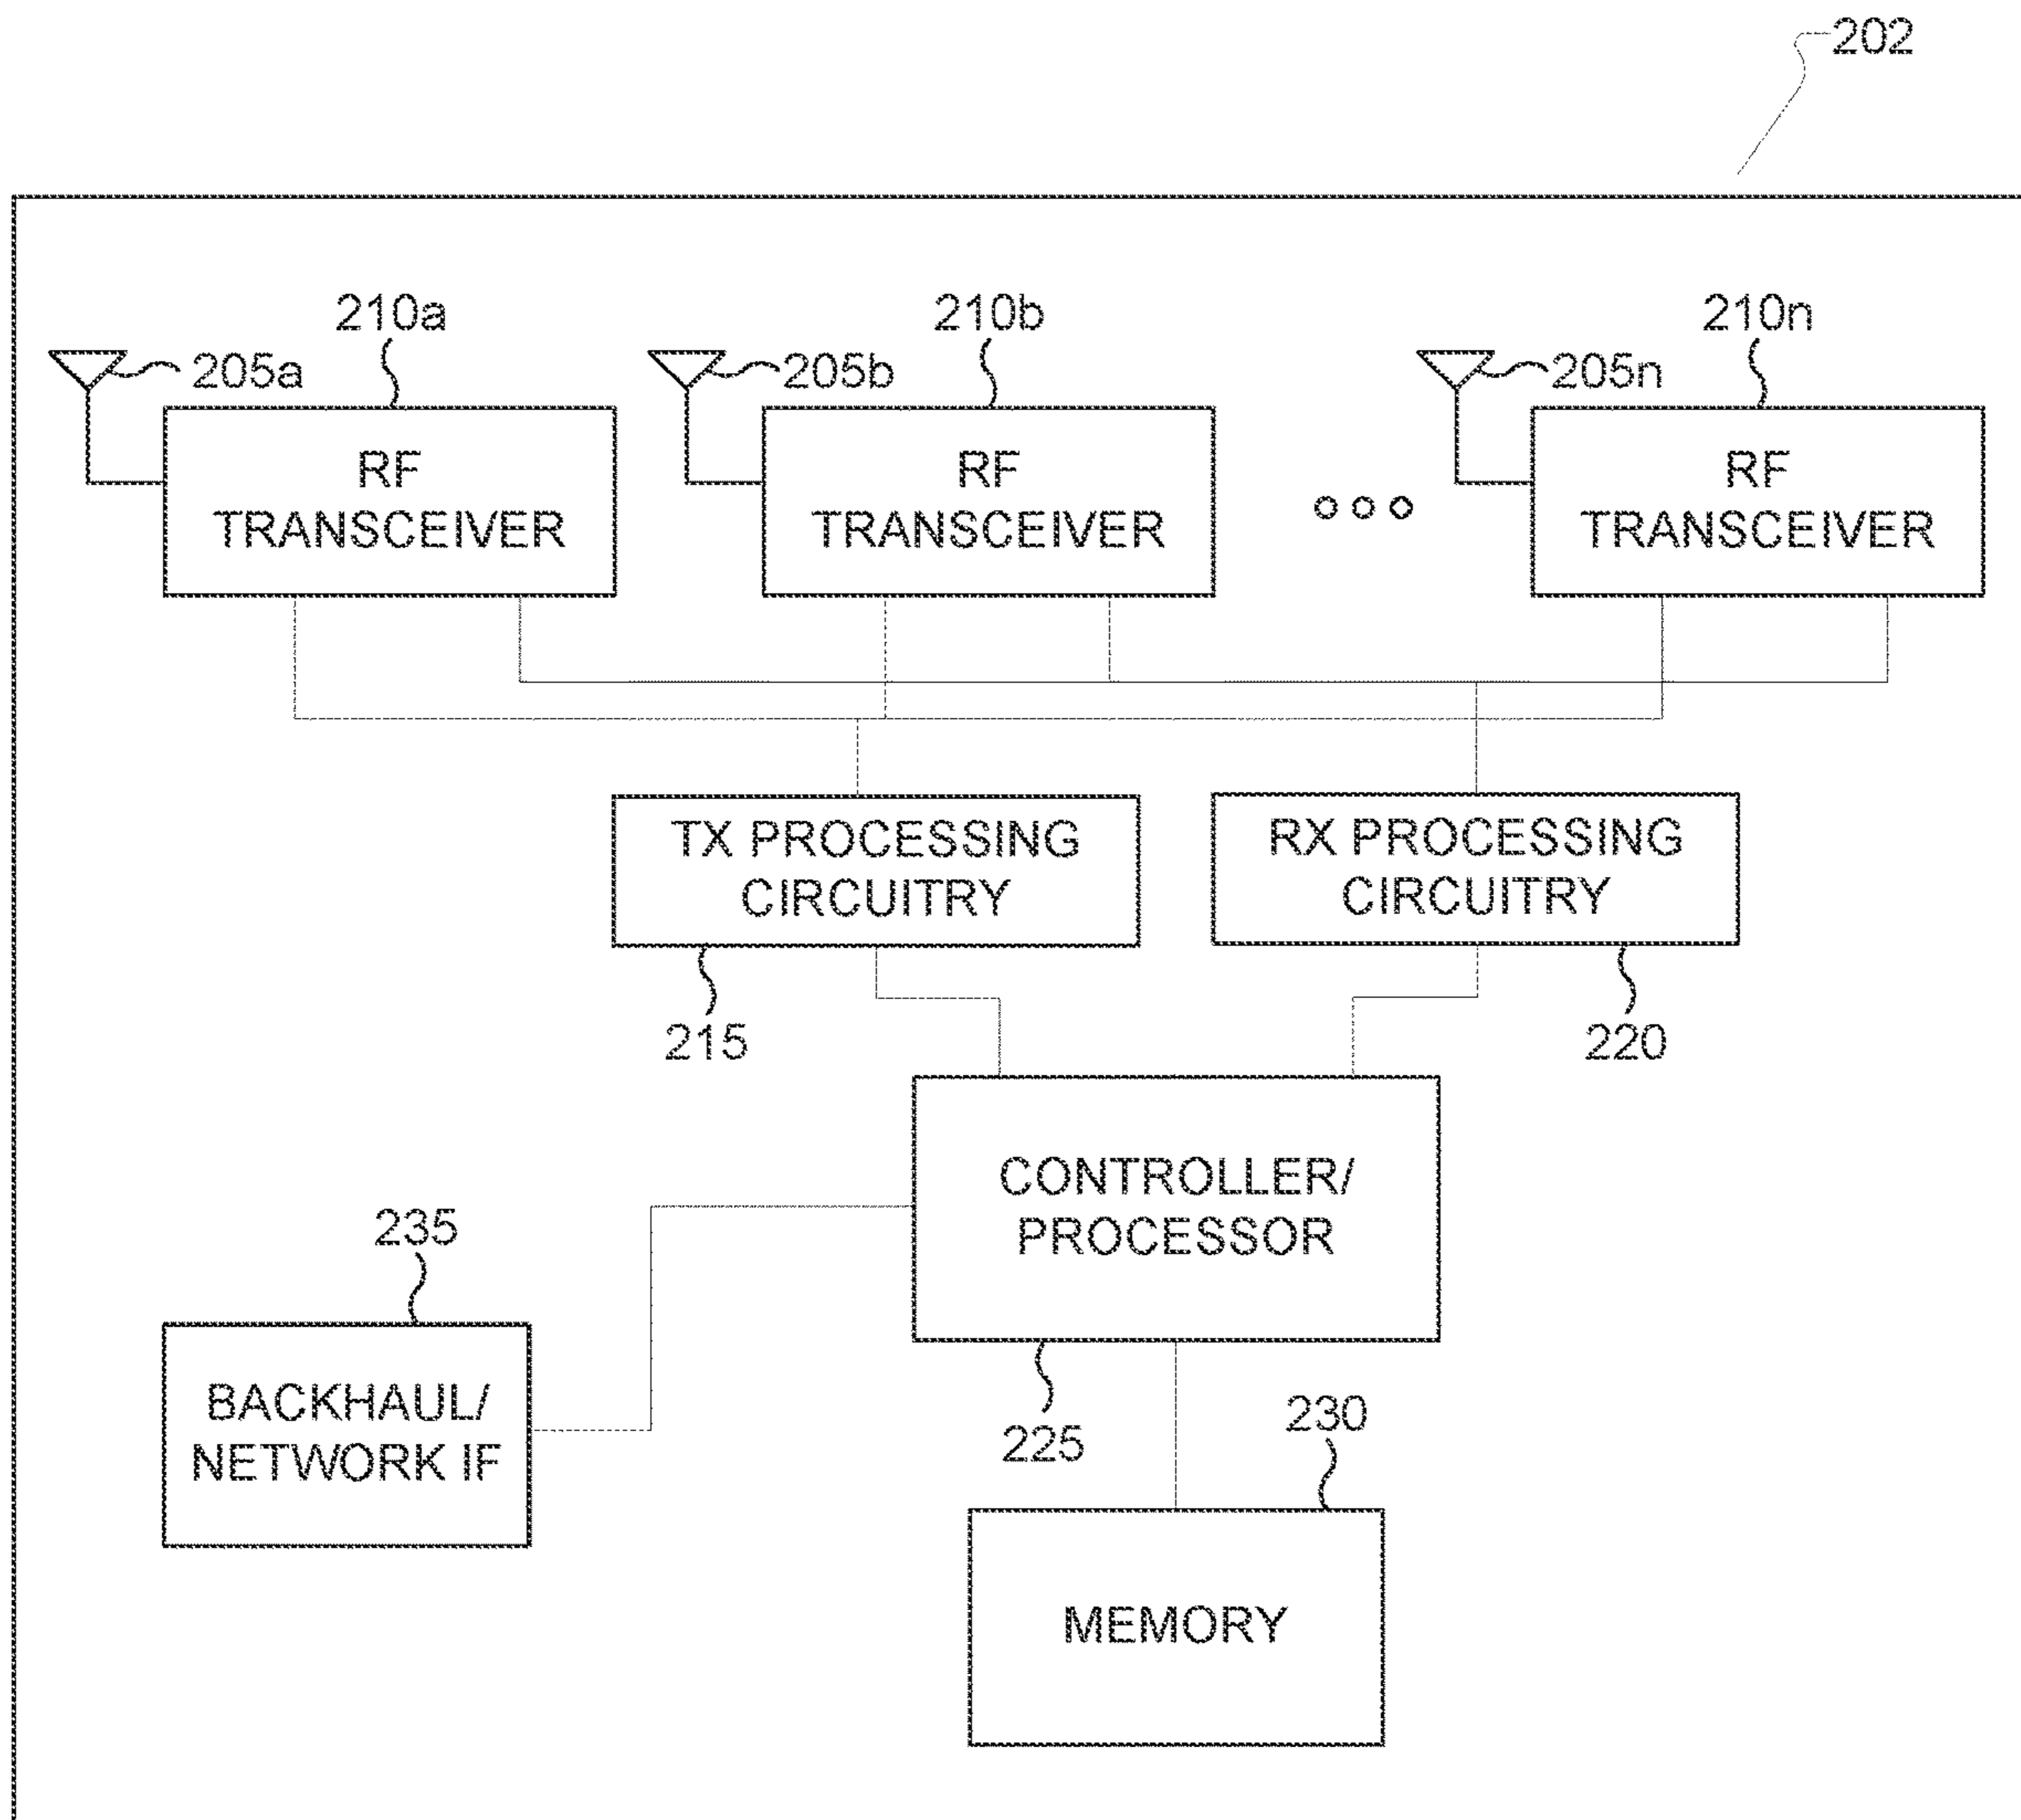 202
210a
210b
210n
205a
205b
205n
RF
TRANSCEIVER
RF
TRANSCEIVER
RF
TRANSCEIVER
TX PROCESSING
CIRCUITRY
RX PROCESSING
CIRCUITRY
215
220
CONTROLLER/
PROCESSOR
235
225
230
BACKHAUL/
NETWORK IF
MEMORY